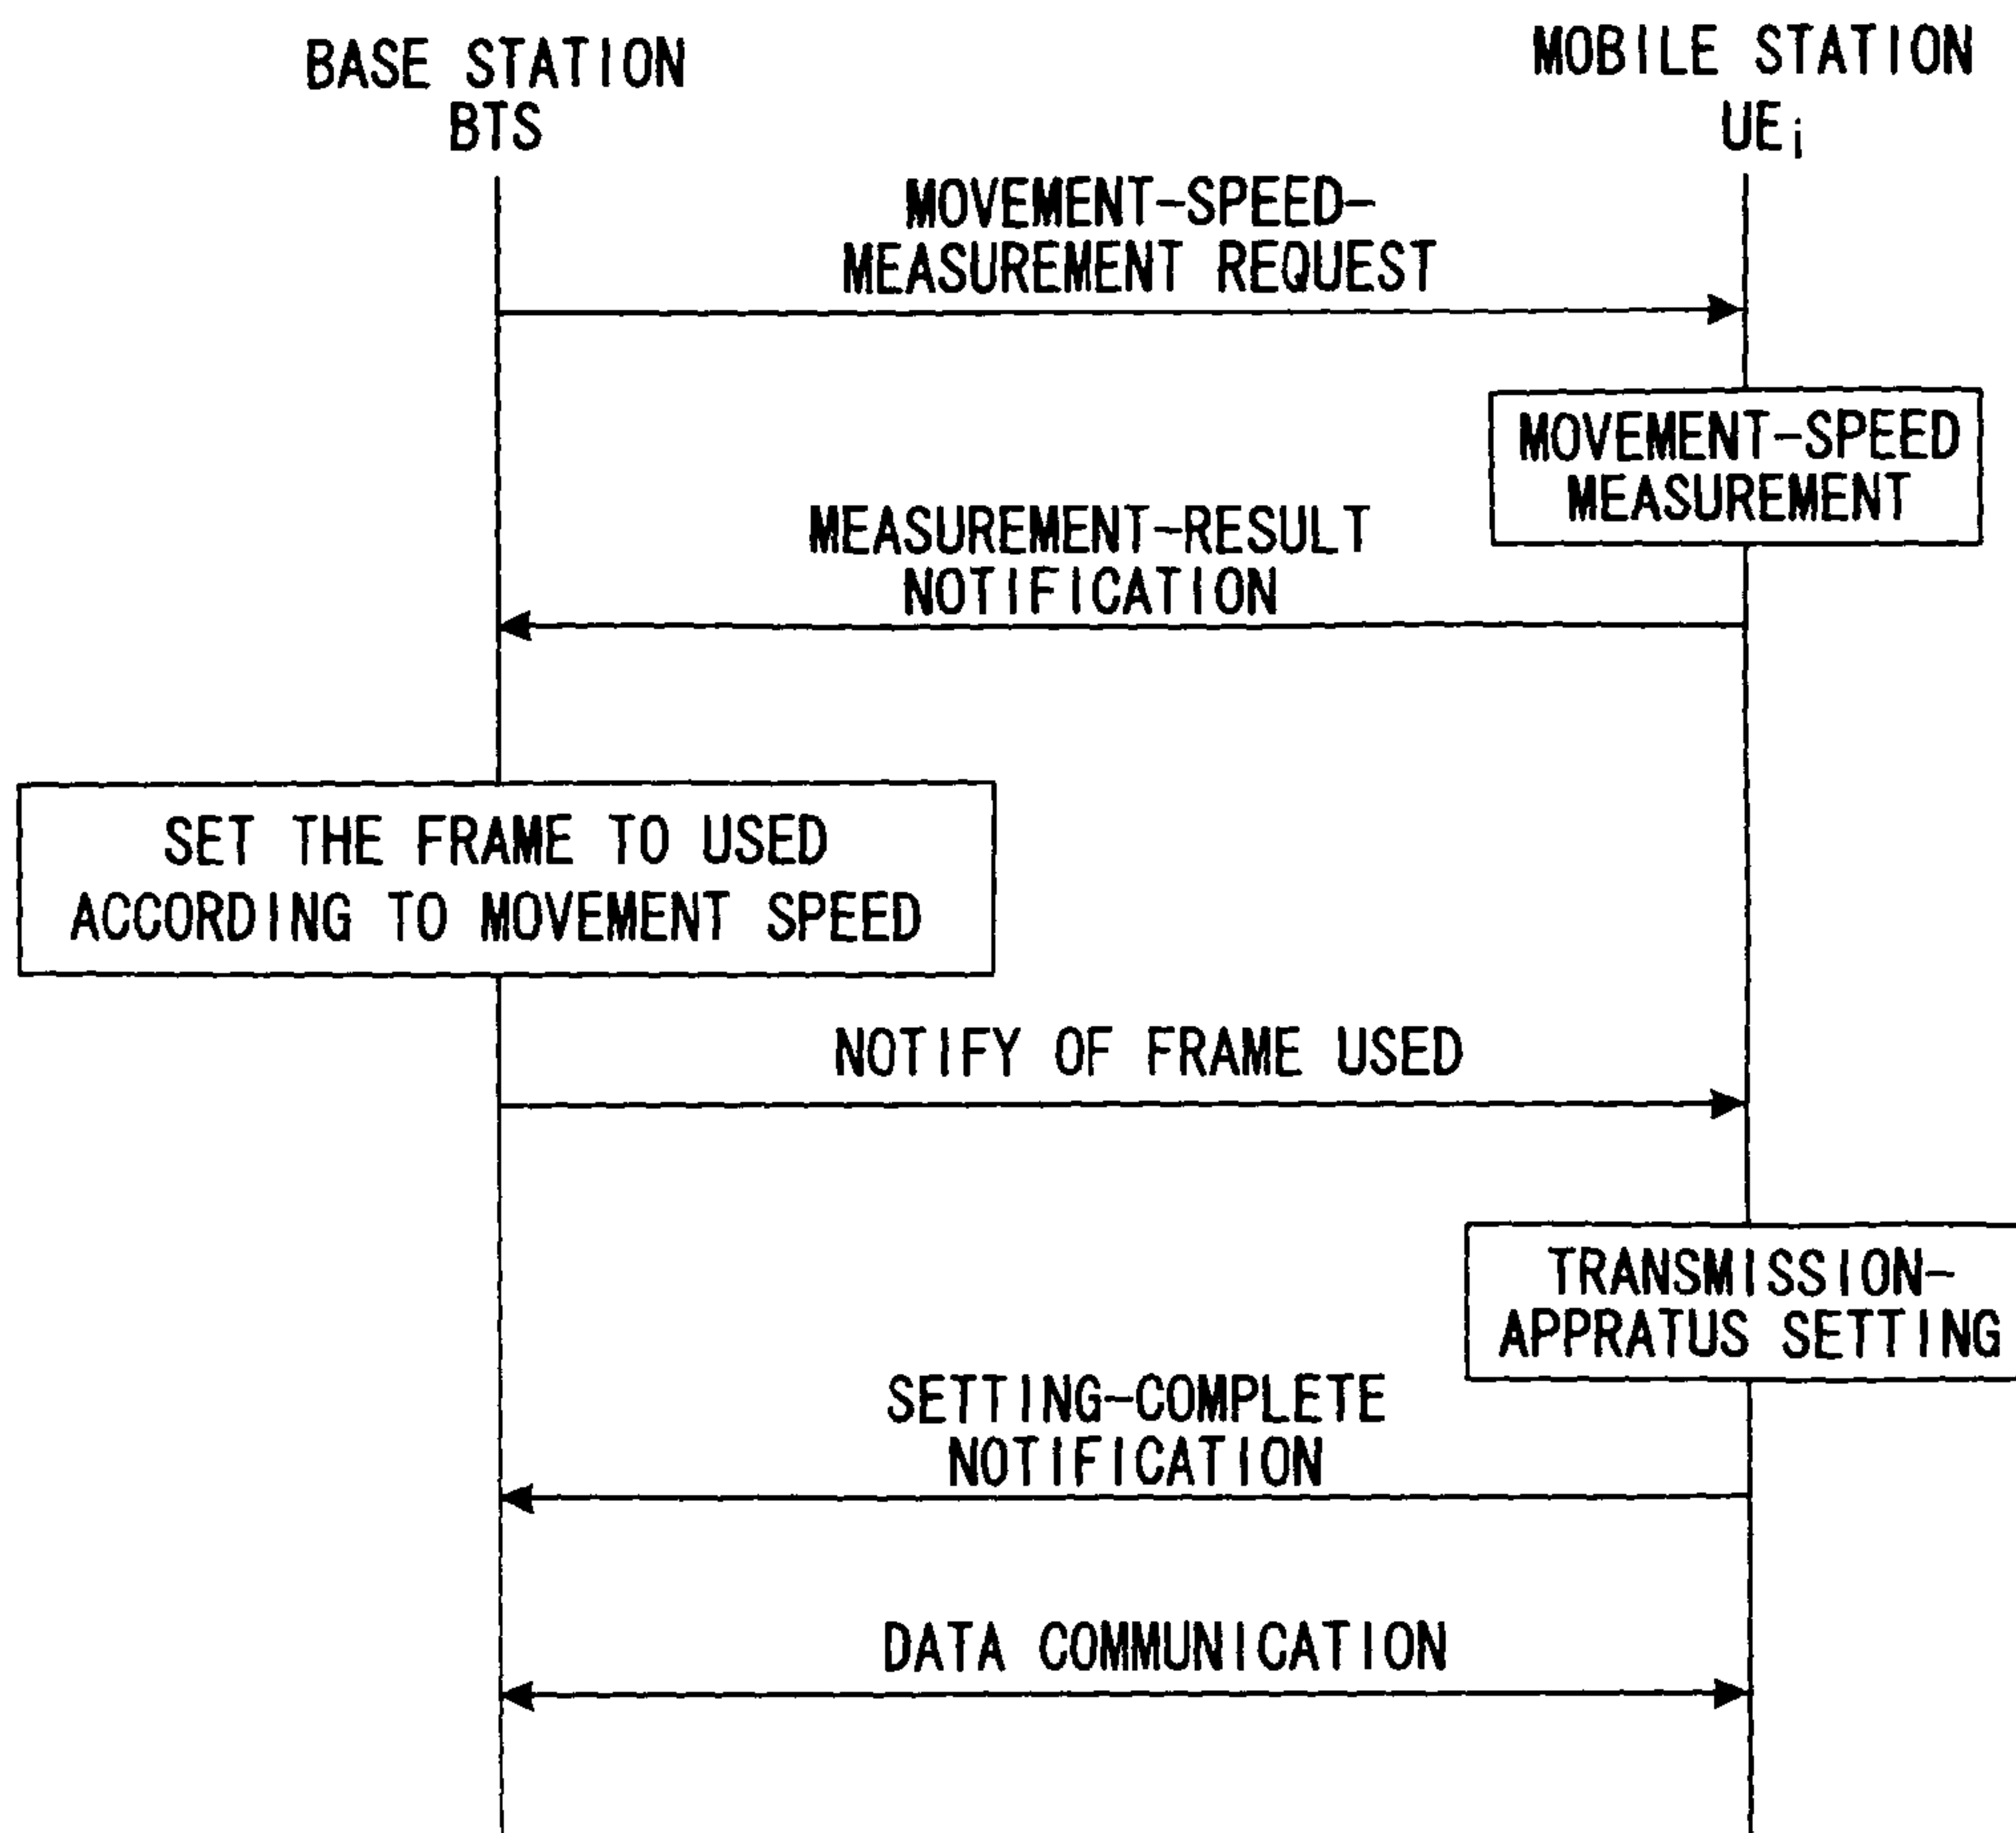 BASE STATION
BTS
MOBILE STATION
UEi
MOVEMENT-SPEED-
MEASUREMENT REQUEST
MOVEMENT-SPEED
MEASUREMENT
MEASUREMENT-RESULT
NOTIFICATION
SET THE FRAME TO USED
ACCORDING TO MOVEMENT SPEED
NOTIFY OF FRAME USED
TRANSMISSION-
APPRATUS SETTING
SETTING-COMPLETE
NOTIFICATION
DATA COMMUNICATION